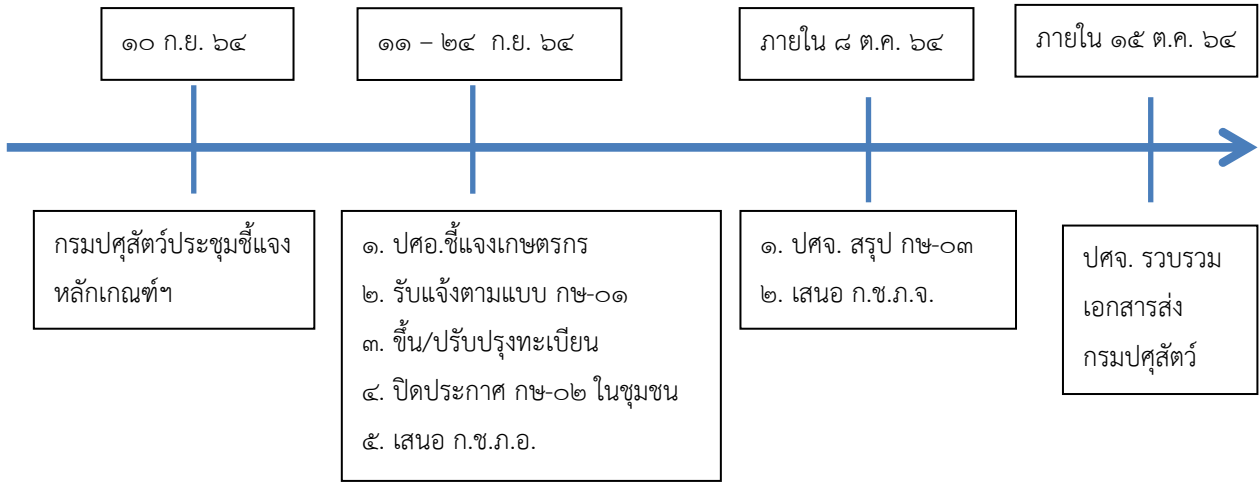 ๑๐ ก.ย. ๖๔
๑๑ – ๒๔ ก.ย. ๖๔
ภายใน ๘ ต.ค. ๖๔
ภายใน ๑๕ ต.ค. ๖๔
กรมปศุสัตว์ประชุมชี้แจง
หลักเกณฑ์ฯ
๑. ปศอ.ชี้แจงเกษตรกร
๒. รับแจ้งตามแบบ กษ-๐๑
๓. ขึ้น/ปรับปรุงทะเบียน
๔. ปิดประกาศ กษ-๐๒ ในชุมชน
๕. เสนอ ก.ช.ภ.อ.
๑. ปศจ. สรุป กษ-๐๓
๒. เสนอ ก.ช.ภ.จ.
ปศจ. รวบรวม
เอกสารส่ง
กรมปศุสัตว์